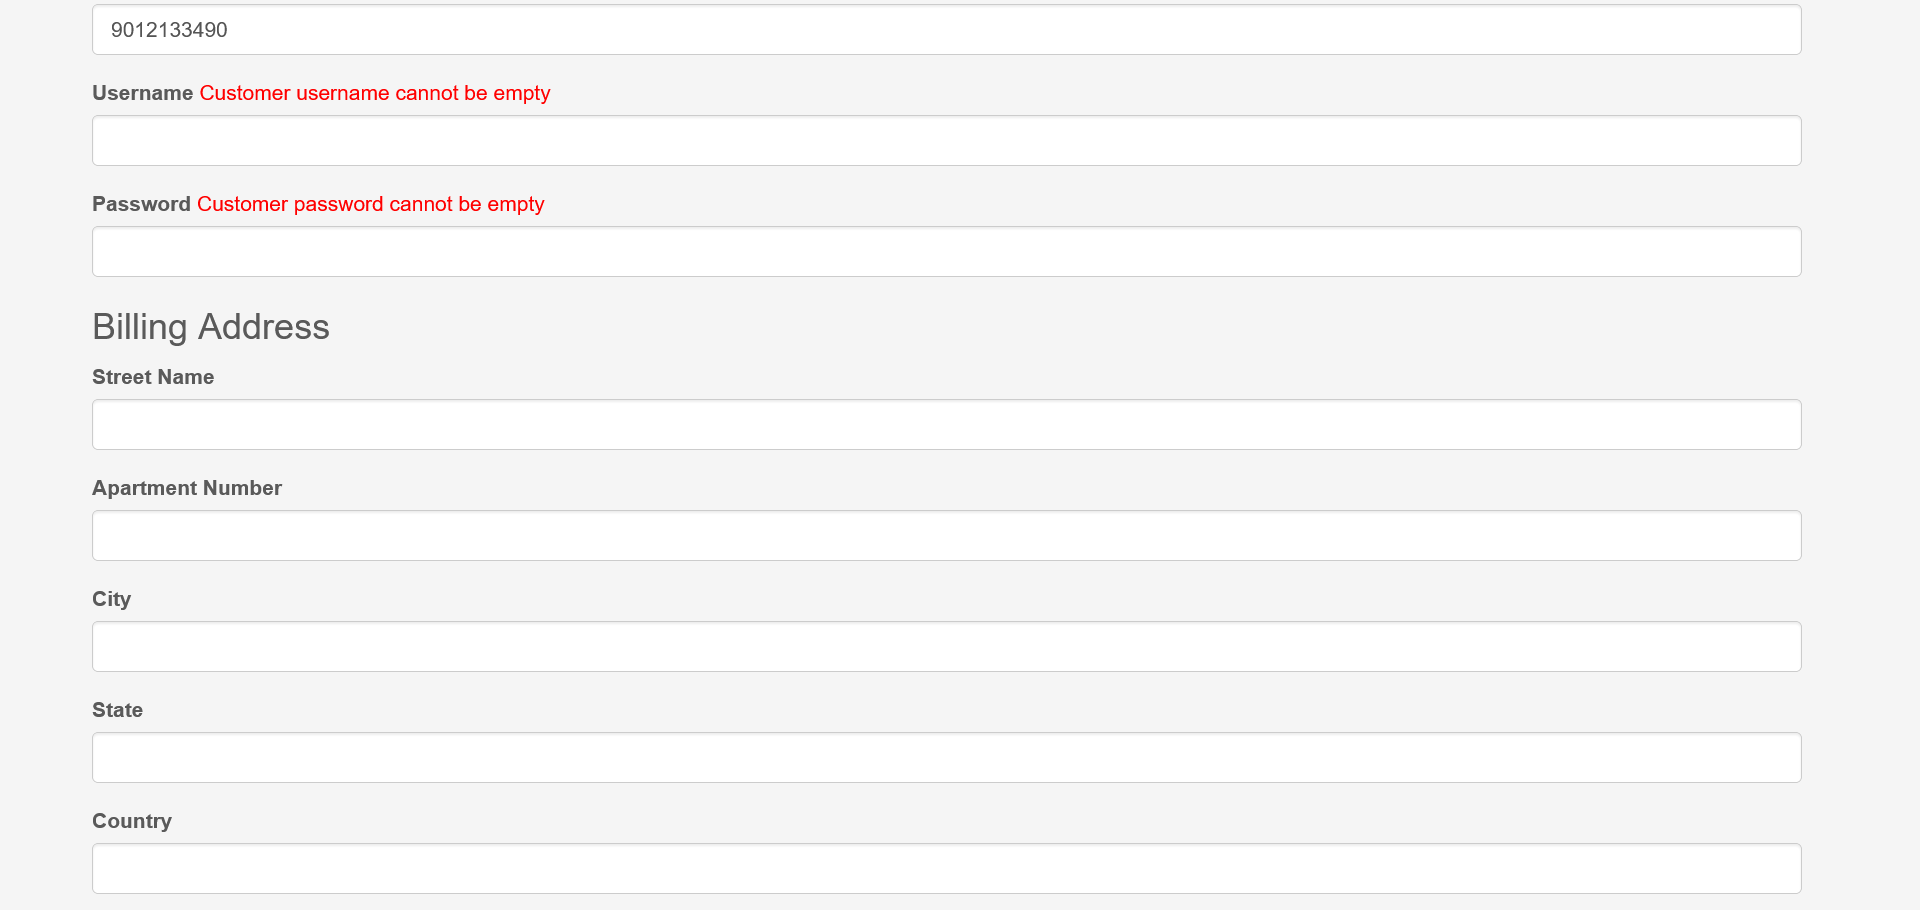 9012133490
Username Customer username cannot be empty
Password Customer password cannot be empty
Billing Address
Street Name
Apartment Number
City
State
Country